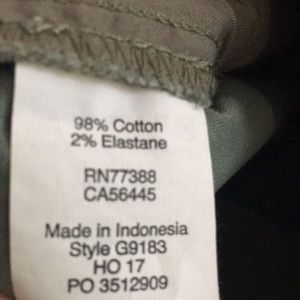 98% Cotton
2% Elastane
RN77388
CA56445
Made in Indonesia
Style G9183
HO 17
PO 3512909